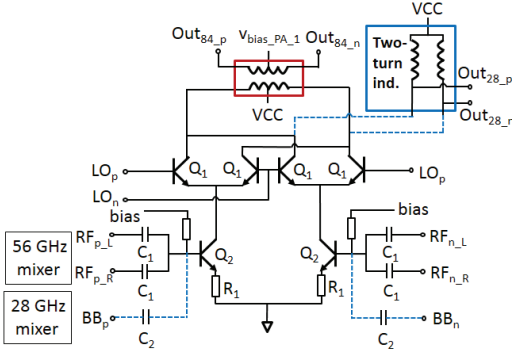 VCC
Out84_p
vbias_PA_1
Out84_n
Two-turn ind.
Out28_p
VCC
Out28_n
LOp
Q1
Q1
Q1
Q1
LOp
LOn
bias
bias
56 GHz mixer
RFp_L
C1
Q2
Q2
C1
RFn_L
RFp_R
C1
R1
R1
C1
RFn_R
28 GHz mixer
BBp
C2
C2
BBn